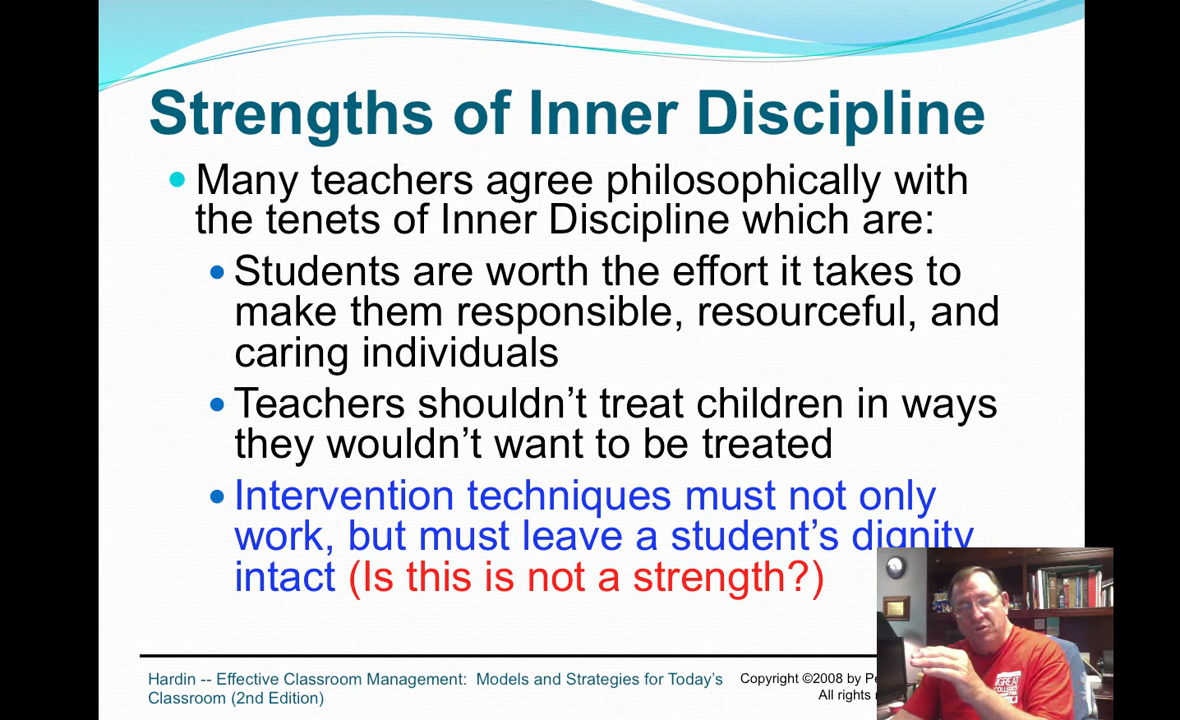 Strengths of Inner Discipline
Many teachers agree philosophically with
the tenets of Inner Discipline which are:
Students are worth the effort it takes to
make them responsible, resourceful, and
caring individuals
Teachers shouldn't treat children in ways
they wouldn't want to be treated
Intervention techniques must not only
work, but must leave a student's dignity
intact (Is this is not a strength?)
Hardin -- Effective Classroom Management: Models and Strategies for Today's
Classroom (2nd Edition)
Copyright ©2008 by
All rights
GREAT